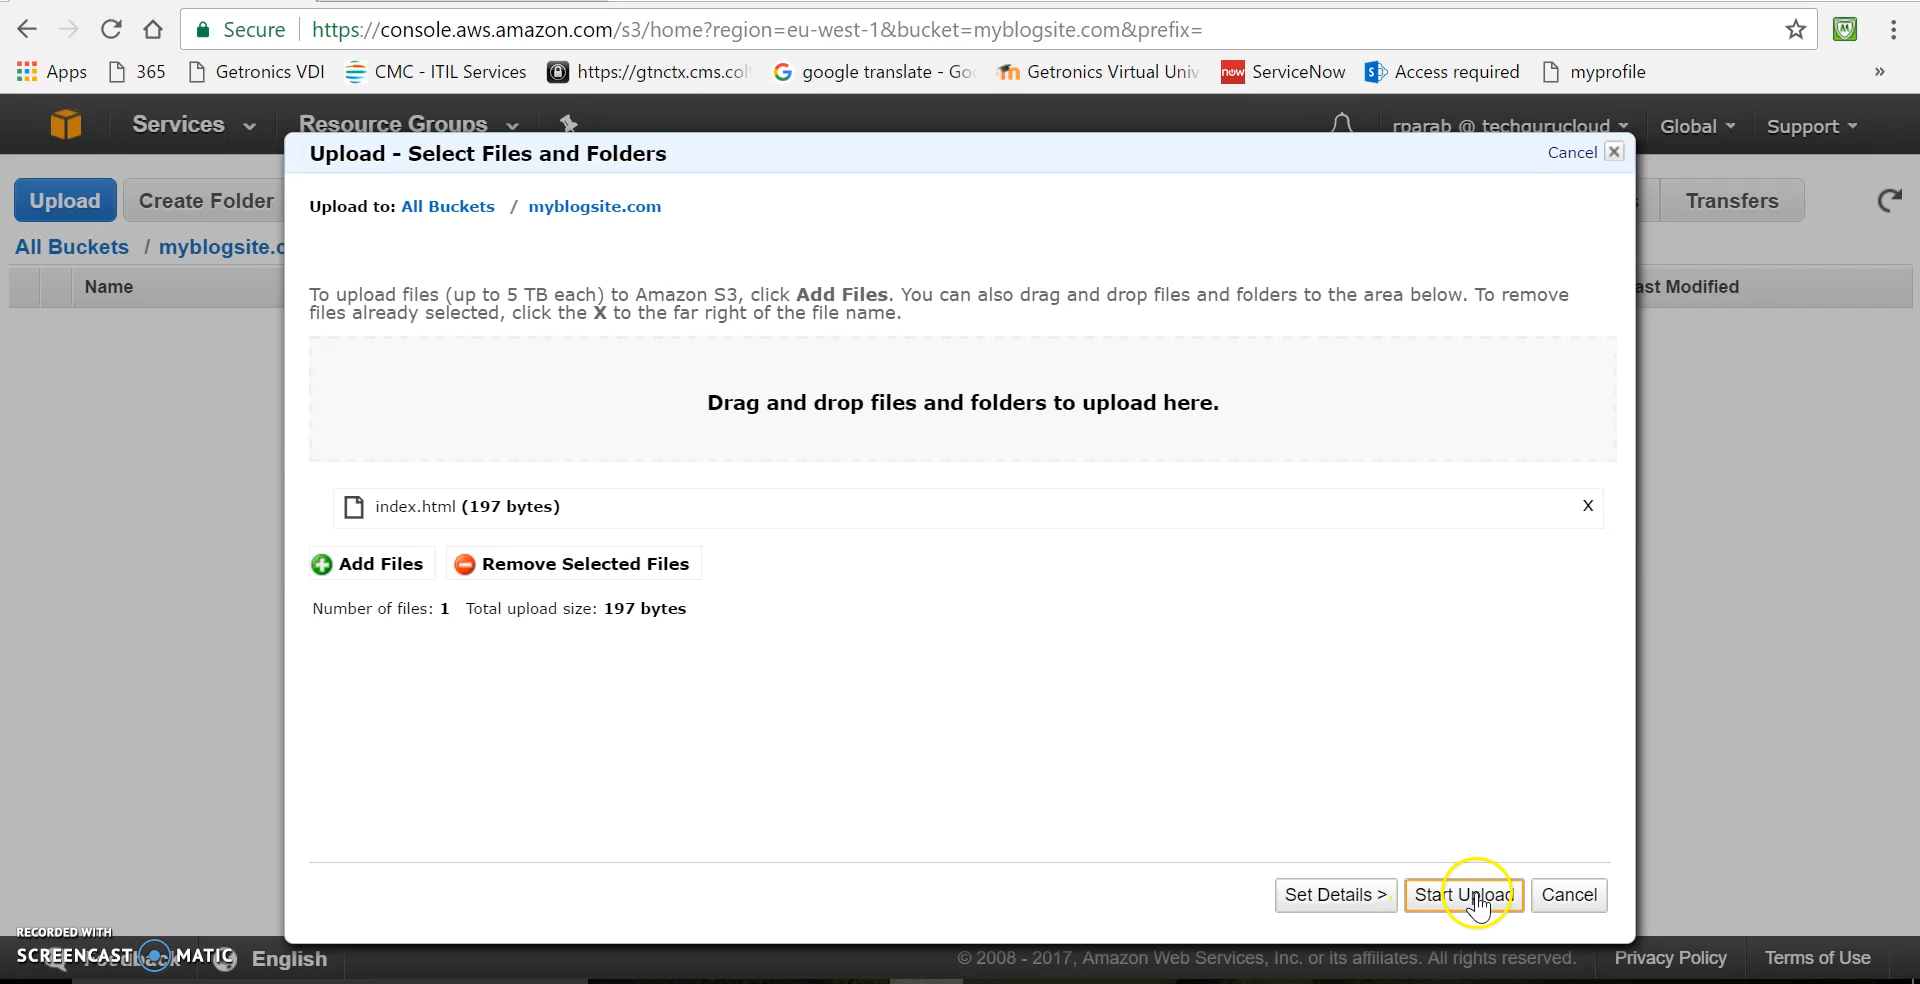 Secure https://console.aws.amazon.com/s3/home?region=eu-west-1&bucket=myblogsite.com&prefix=
Apps 365 Getronics VDI CMC - ITIL Services https://gtnctx.cms.co google translate - Go Getronics Virtual Univ now ServiceNow S Access required myprofile »
Services Resource Groups rparab @ techgurucloud Global Support
Upload - Select Files and Folders Cancel
Upload Create Folder Transfers
Upload to: All Buckets / myblogsite.com
All Buckets / myblogsite.c
Name ast Modified
To upload files (up to 5 TB each) to Amazon S3, click Add Files. You can also drag and drop files and folders to the area below. To remove
files already selected, click the X to the far right of the file name.
Drag and drop files and folders to upload here.
index.html (197 bytes) X
Add Files Remove Selected Files
Number of files: 1 Total upload size: 197 bytes
Set Details > Start Upload Cancel
RECORDED WITH
SCREENCAST MATIC
Feedback English © 2008 - 2017, Amazon Web Services, Inc. or its affiliates. All rights reserved. Privacy Policy Terms of Use